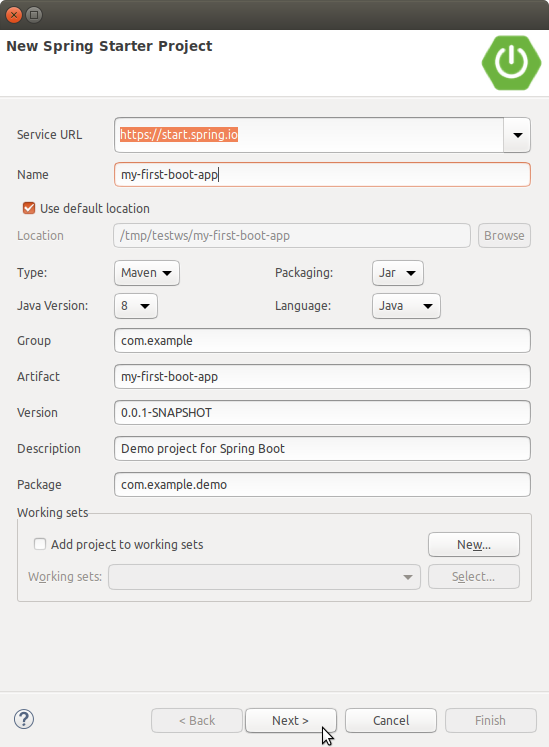 New Spring Starter Project
Service URL https://start.spring.io
Name my-first-boot-app
Use default location
Location /tmp/testws/my-first-boot-app Browse
Type: Maven Packaging: Jar
Java Version: 8 Language: Java
Group com.example
Artifact my-first-boot-app
Version 0.0.1-SNAPSHOT
Description Demo project for Spring Boot
Package com.example.demo
Working sets
Add project to working sets New...
Working sets: Select...
? < Back Next > Cancel Finish